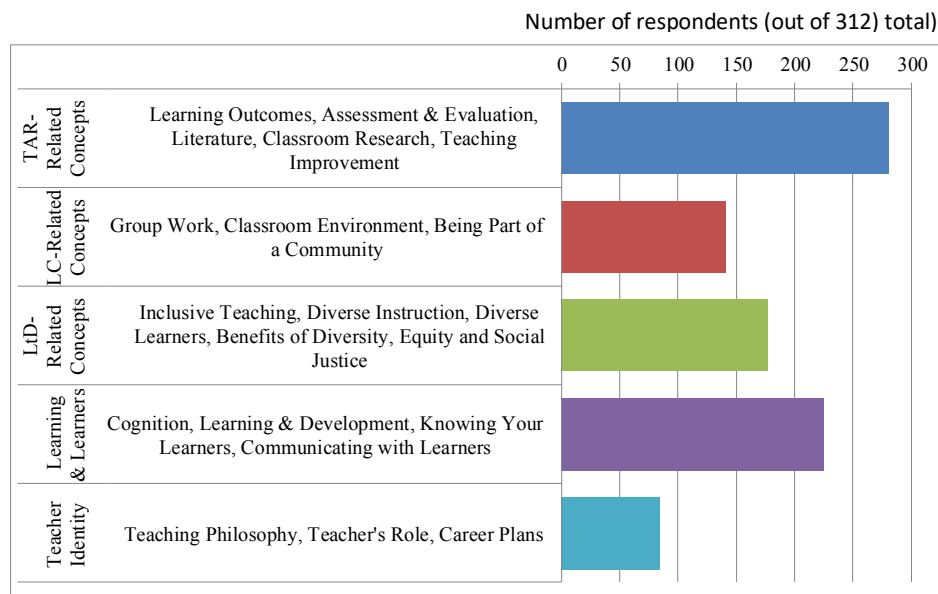 Number of respondents (out of 312) total)
0 50 100 150 200 250 300
TAR-
Related
Concepts
Learning Outcomes, Assessment & Evaluation,
Literature, Classroom Research, Teaching
Improvement
LC-Related
Concepts
Group Work, Classroom Environment, Being Part of
a Community
LtD-
Related
Concepts
Inclusive Teaching, Diverse Instruction, Diverse
Learners, Benefits of Diversity, Equity and Social
Justice
Learning
& Learners
Cognition, Learning & Development, Knowing Your
Learners, Communicating with Learners
Teacher
Identity
Teaching Philosophy, Teacher's Role, Career Plans